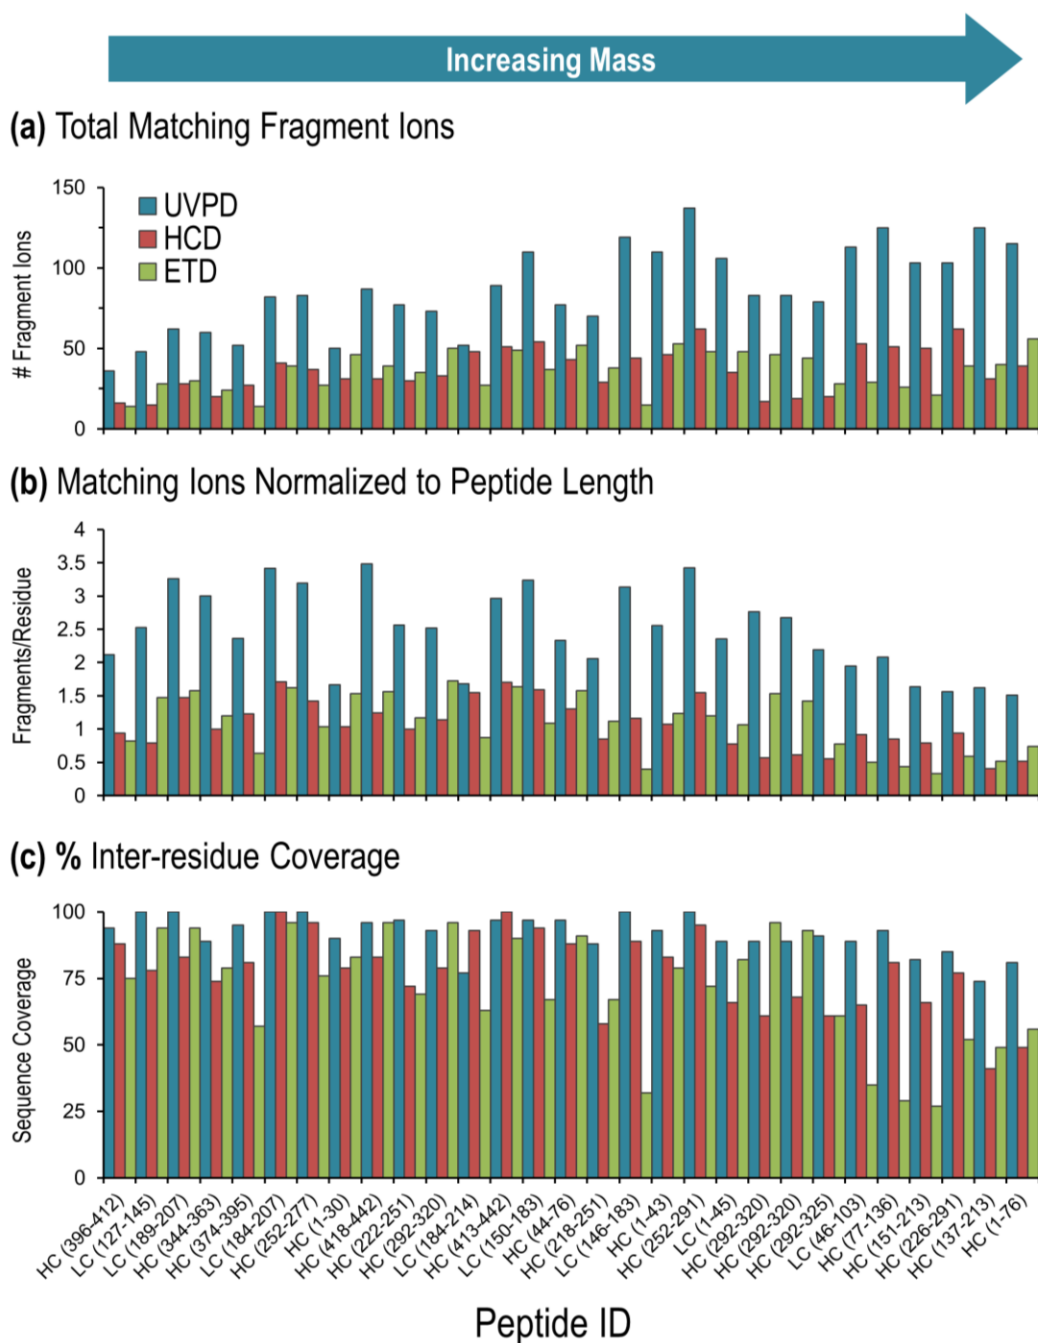 Increasing Mass
(a) Total Matching Fragment Ions
150
100
50
0
# Fragment Ions
UVPD
HCD
ETD
(b) Matching Ions Normalized to Peptide Length
4
3.5
3
2.5
2
1.5
1
0.5
0
Fragments/Residue
(c) % Inter-residue Coverage
100
75
50
25
0
Sequence Coverage
HC (396-412)
LC (127-145)
LC (189-207)
HC (344-363)
HC (374-395)
LC (184-207)
HC (252-277)
HC (1-30)
HC (418-442)
HC (222-251)
HC (292-320)
LC (184-214)
HC (413-442)
LC (150-183)
HC (44-76)
HC (218-251)
LC (146-183)
HC (1-43)
HC (252-291)
LC (1-45)
HC (292-320)
HC (292-320)
HC (292-325)
LC (46-103)
HC (77-136)
HC (151-213)
HC (226-291)
HC (137-213)
HC (1-76)
Peptide ID